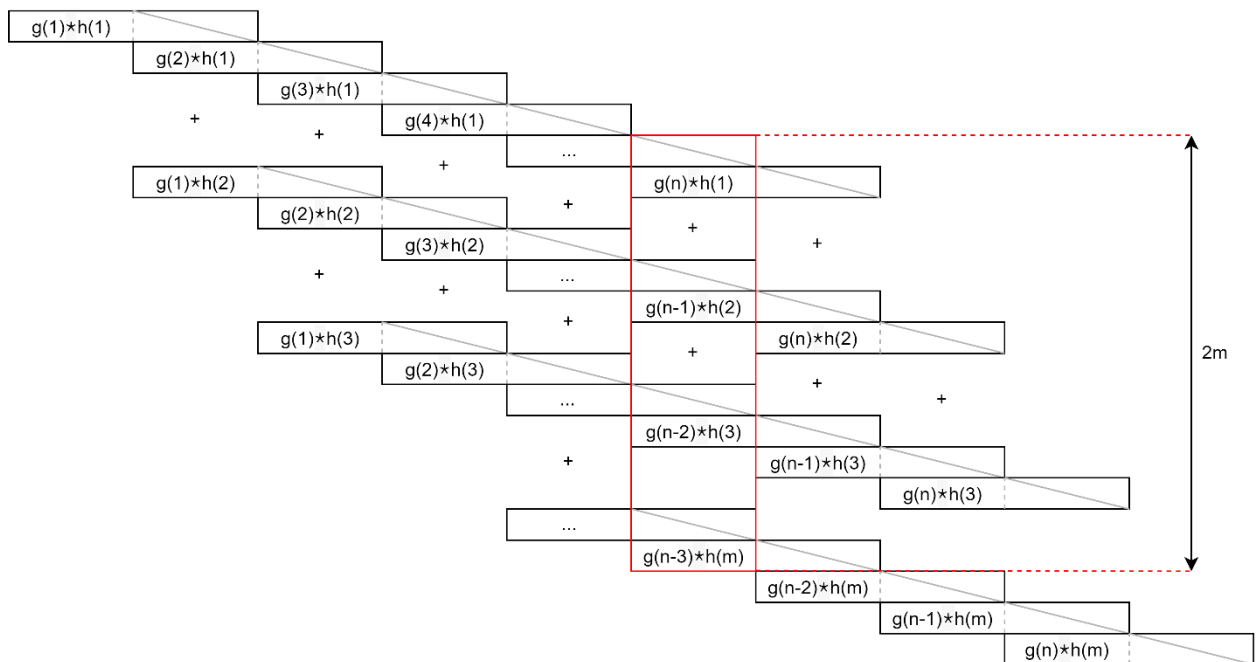 g(1)*h(1)
g(2)*h(1)
g(3)*h(1)
+ + g(4)*h(1)
+ ...
g(1)*h(2) g(n)*h(1)
g(2)*h(2) +
+
g(3)*h(2) +
+ + ...
g(n-1)*h(2)
g(1)*h(3) + g(n)*h(2)
+ 2m
g(2)*h(3) +
... +
g(n-2)*h(3)
+ g(n-1)*h(3)
g(n)*h(3)
...
g(n-3)*h(m)
g(n-2)*h(m)
g(n-1)*h(m)
g(n)*h(m)